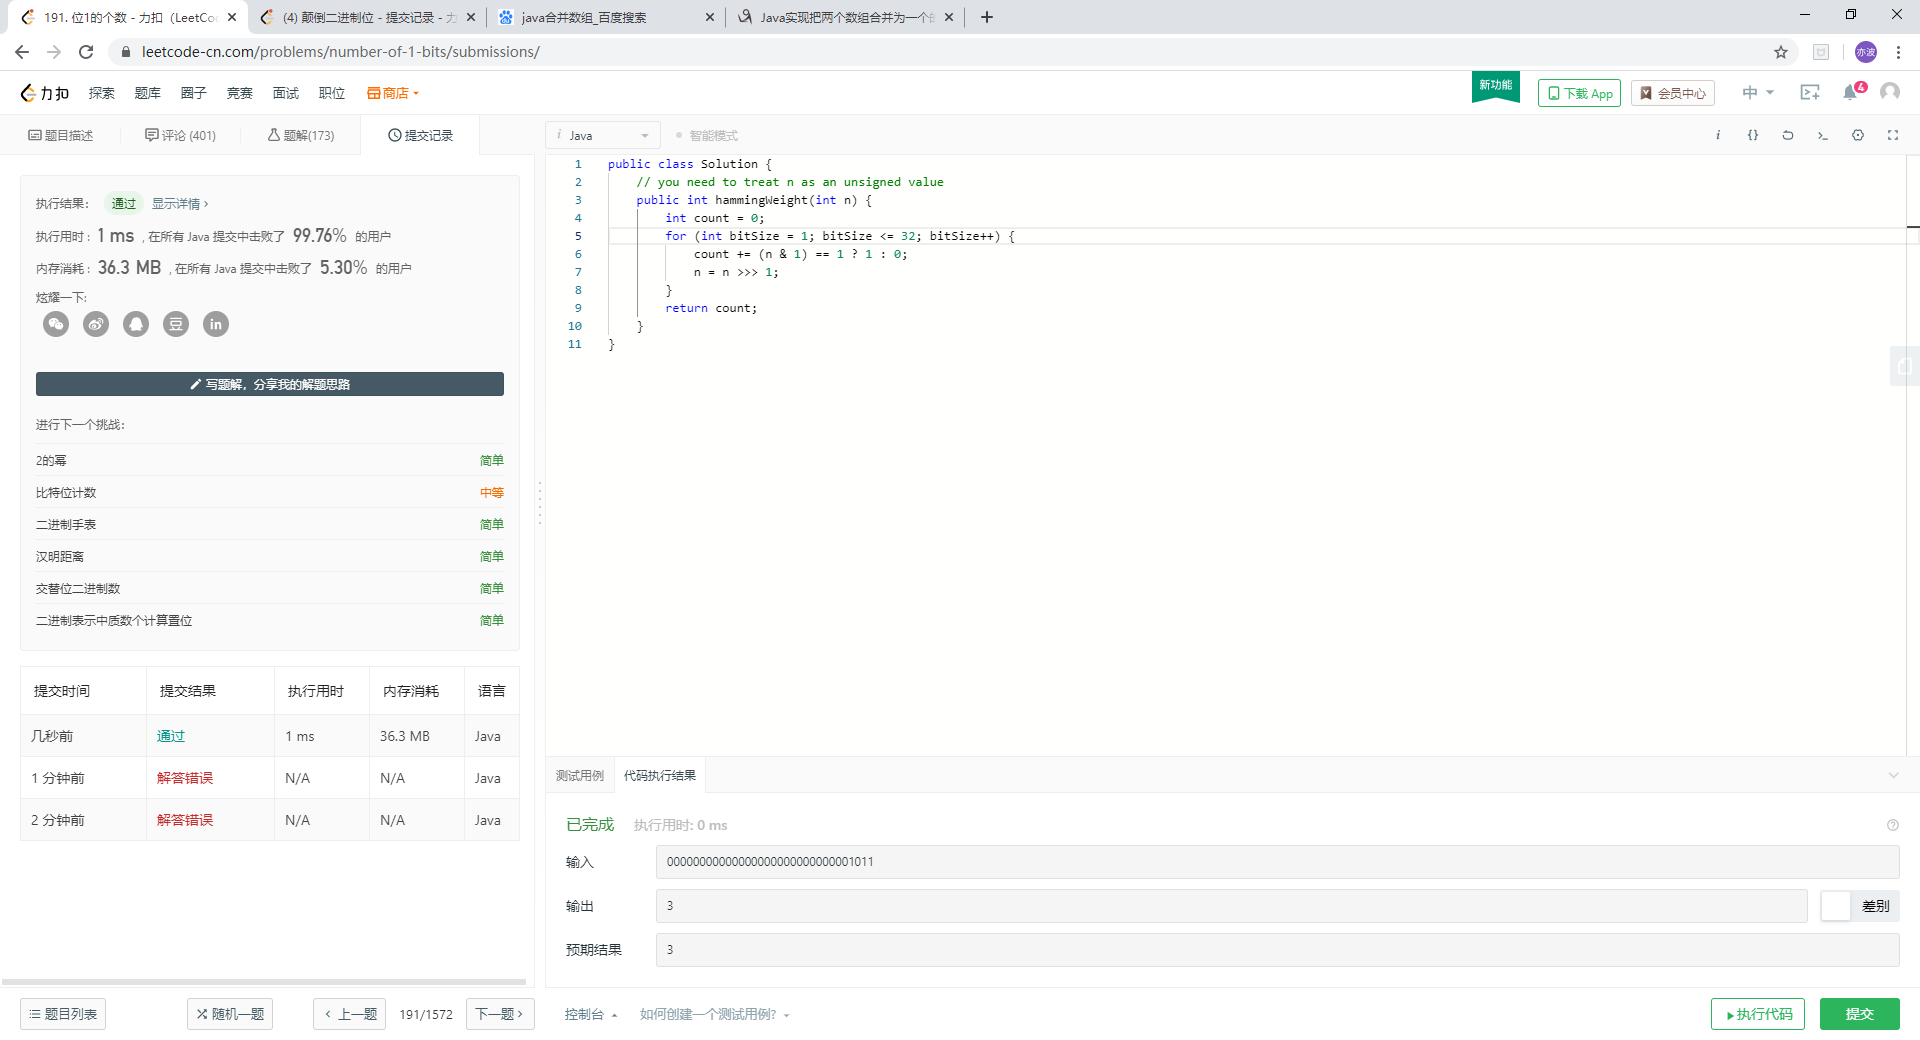 191. 位1的个数 - 力扣（LeetCo
(4) 颠倒二进制位 - 提交记录 - 力
java合并数组_百度搜索
Java实现把两个数组合并为一个的
leetcode-cn.com/problems/number-of-1-bits/submissions/
亦波
力扣 探索 题库 圈子 竞赛 面试 职位 商店
新功能 下载 App 会员中心 中 4
题目描述 评论 (401) 题解(173) 提交记录
i Java 智能模式
执行结果： 通过 显示详情 ›
执行用时 : 1 ms , 在所有 Java 提交中击败了 99.76% 的用户
内存消耗 : 36.3 MB , 在所有 Java 提交中击败了 5.30% 的用户
炫耀一下:
豆 in
写题解，分享我的解题思路
进行下一个挑战：
2的幂 简单
比特位计数 中等
二进制手表 简单
汉明距离 简单
交替位二进制数 简单
二进制表示中质数个计算置位 简单
提交时间 提交结果 执行用时 内存消耗 语言
几秒前 通过 1 ms 36.3 MB Java
1 分钟前 解答错误 N/A N/A Java
2 分钟前 解答错误 N/A N/A Java
1 public class Solution {
2 // you need to treat n as an unsigned value
3 public int hammingWeight(int n) {
4 int count = 0;
5 for (int bitSize = 1; bitSize <= 32; bitSize++) {
6 count += (n & 1) == 1 ? 1 : 0;
7 n = n >>> 1;
8 }
9 return count;
10 }
11 }
测试用例 代码执行结果
已完成 执行用时: 0 ms
输入 00000000000000000000000000001011
输出 3 差别
预期结果 3
题目列表 随机一题 ‹ 上一题 191/1572 下一题 ›
控制台 如何创建一个测试用例? 执行代码 提交